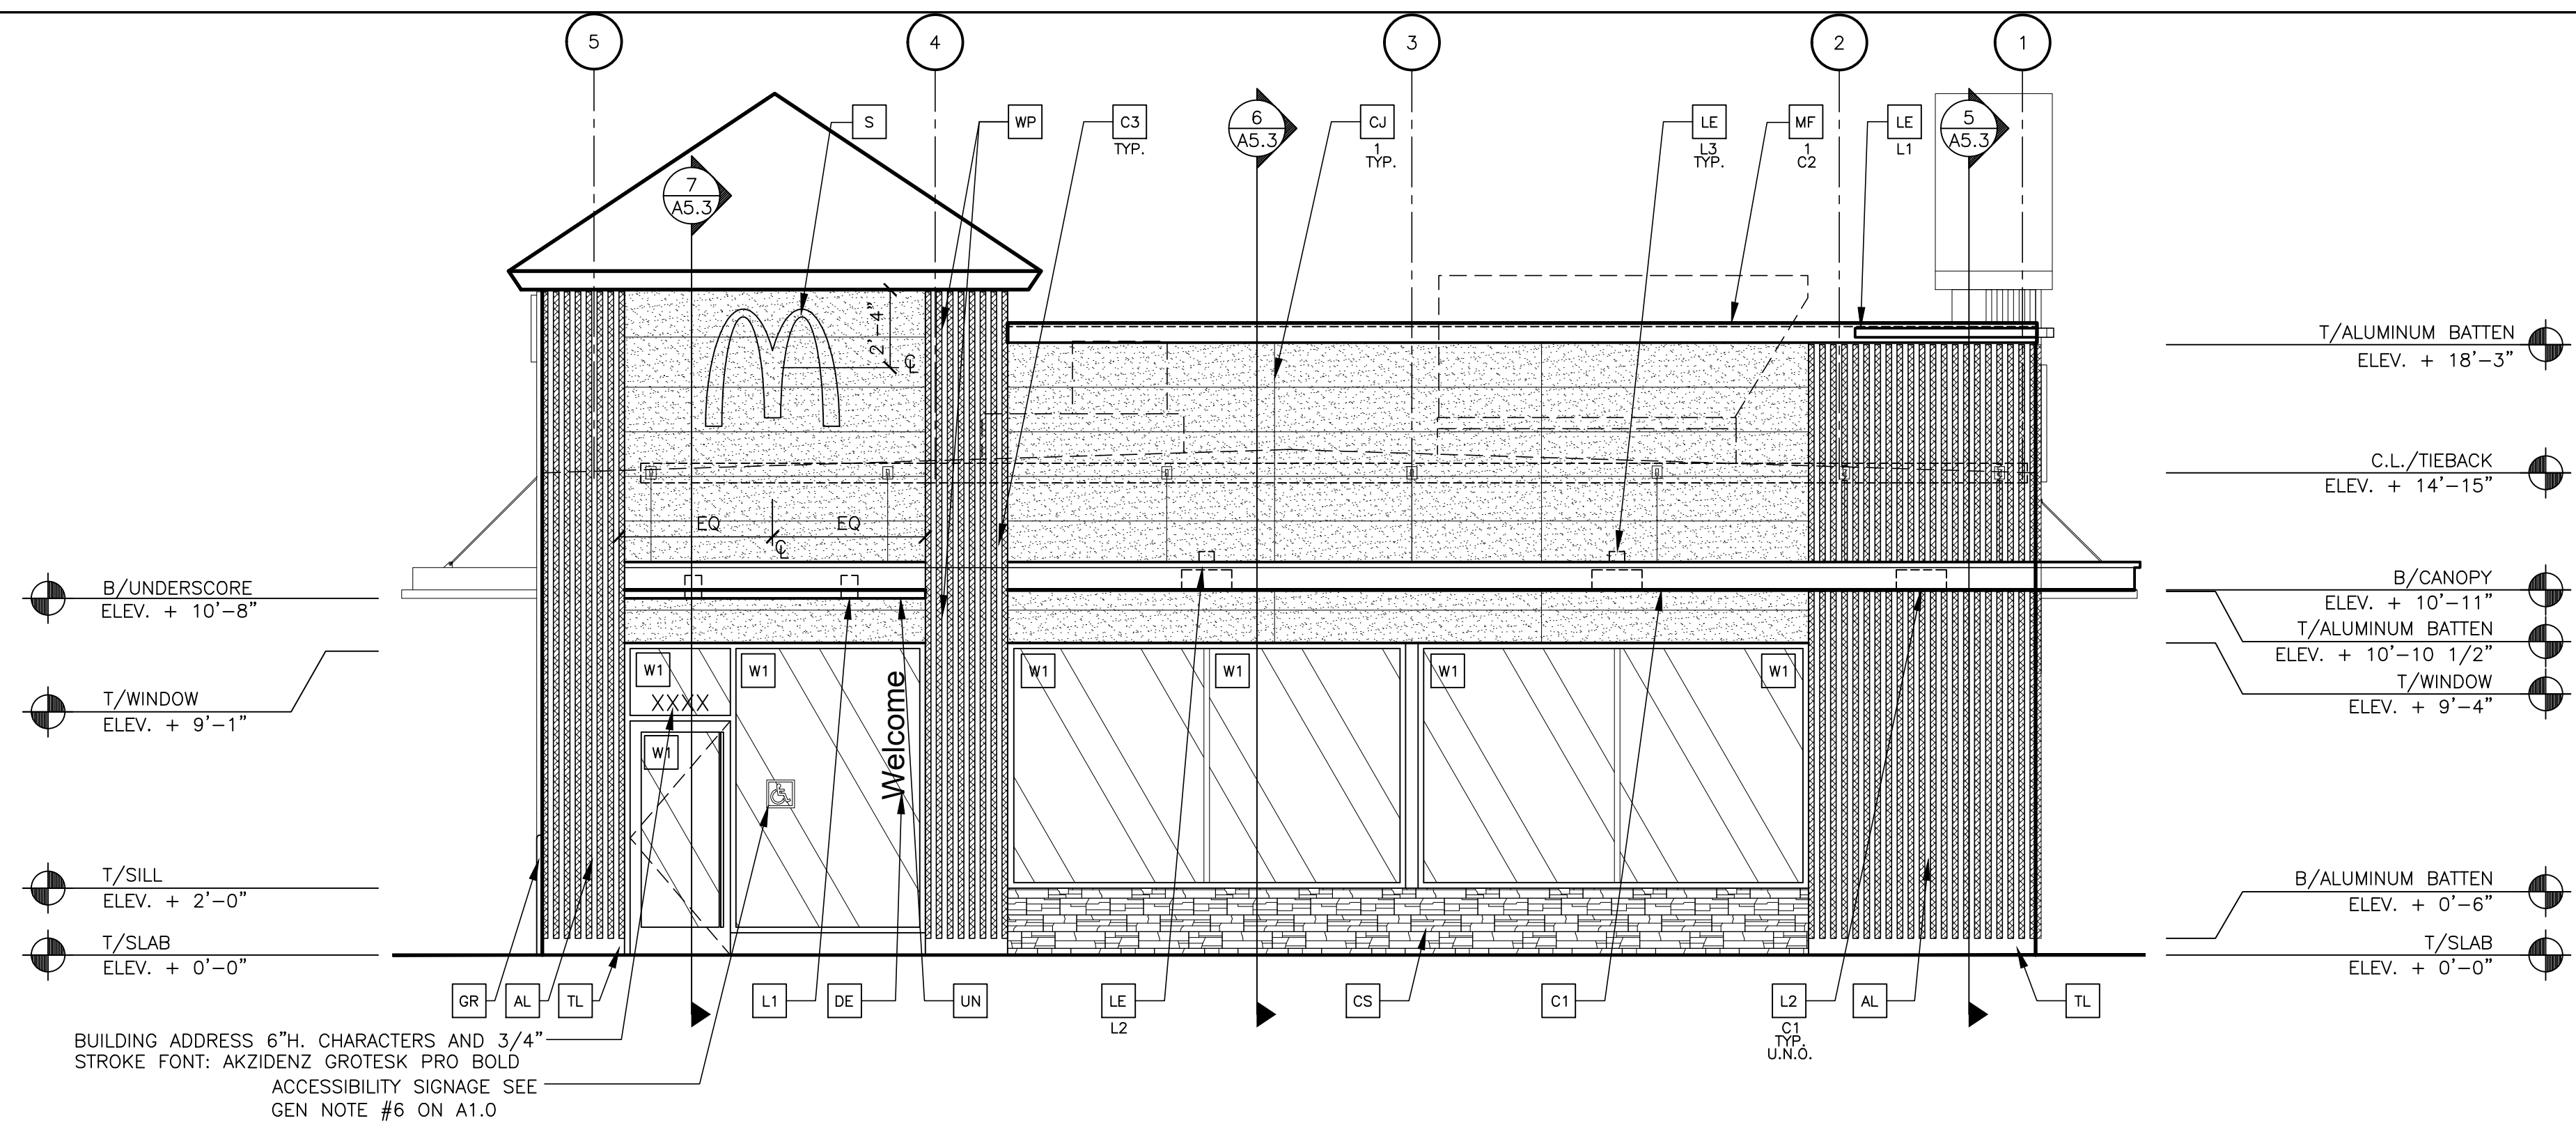 5
4
3
2
1
S
WP
C3
TYP.
6
A5.3
CJ
1
TYP.
LE
L3
TYP.
MF
1
C2
LE
L1
5
A5.3
7
A5.3
2'-4"
℄
EQ
EQ
℄
T/ALUMINUM BATTEN
ELEV. + 18'-3"
C.L./TIEBACK
ELEV. + 14'-15"
B/UNDERSCORE
ELEV. + 10'-8"
B/CANOPY
ELEV. + 10'-11"
T/ALUMINUM BATTEN
ELEV. + 10'-10 1/2"
T/WINDOW
ELEV. + 9'-1"
T/WINDOW
ELEV. + 9'-4"
W1
W1
W1
W1
W1
W1
XXXX
W1
Welcome
T/SILL
ELEV. + 2'-0"
B/ALUMINUM BATTEN
ELEV. + 0'-6"
T/SLAB
ELEV. + 0'-0"
T/SLAB
ELEV. + 0'-0"
GR
AL
TL
L1
DE
UN
LE
L2
CS
C1
L2
C1
TYP.
U.N.O.
AL
TL
BUILDING ADDRESS 6"H. CHARACTERS AND 3/4"
STROKE FONT: AKZIDENZ GROTESK PRO BOLD
ACCESSIBILITY SIGNAGE SEE
GEN NOTE #6 ON A1.0